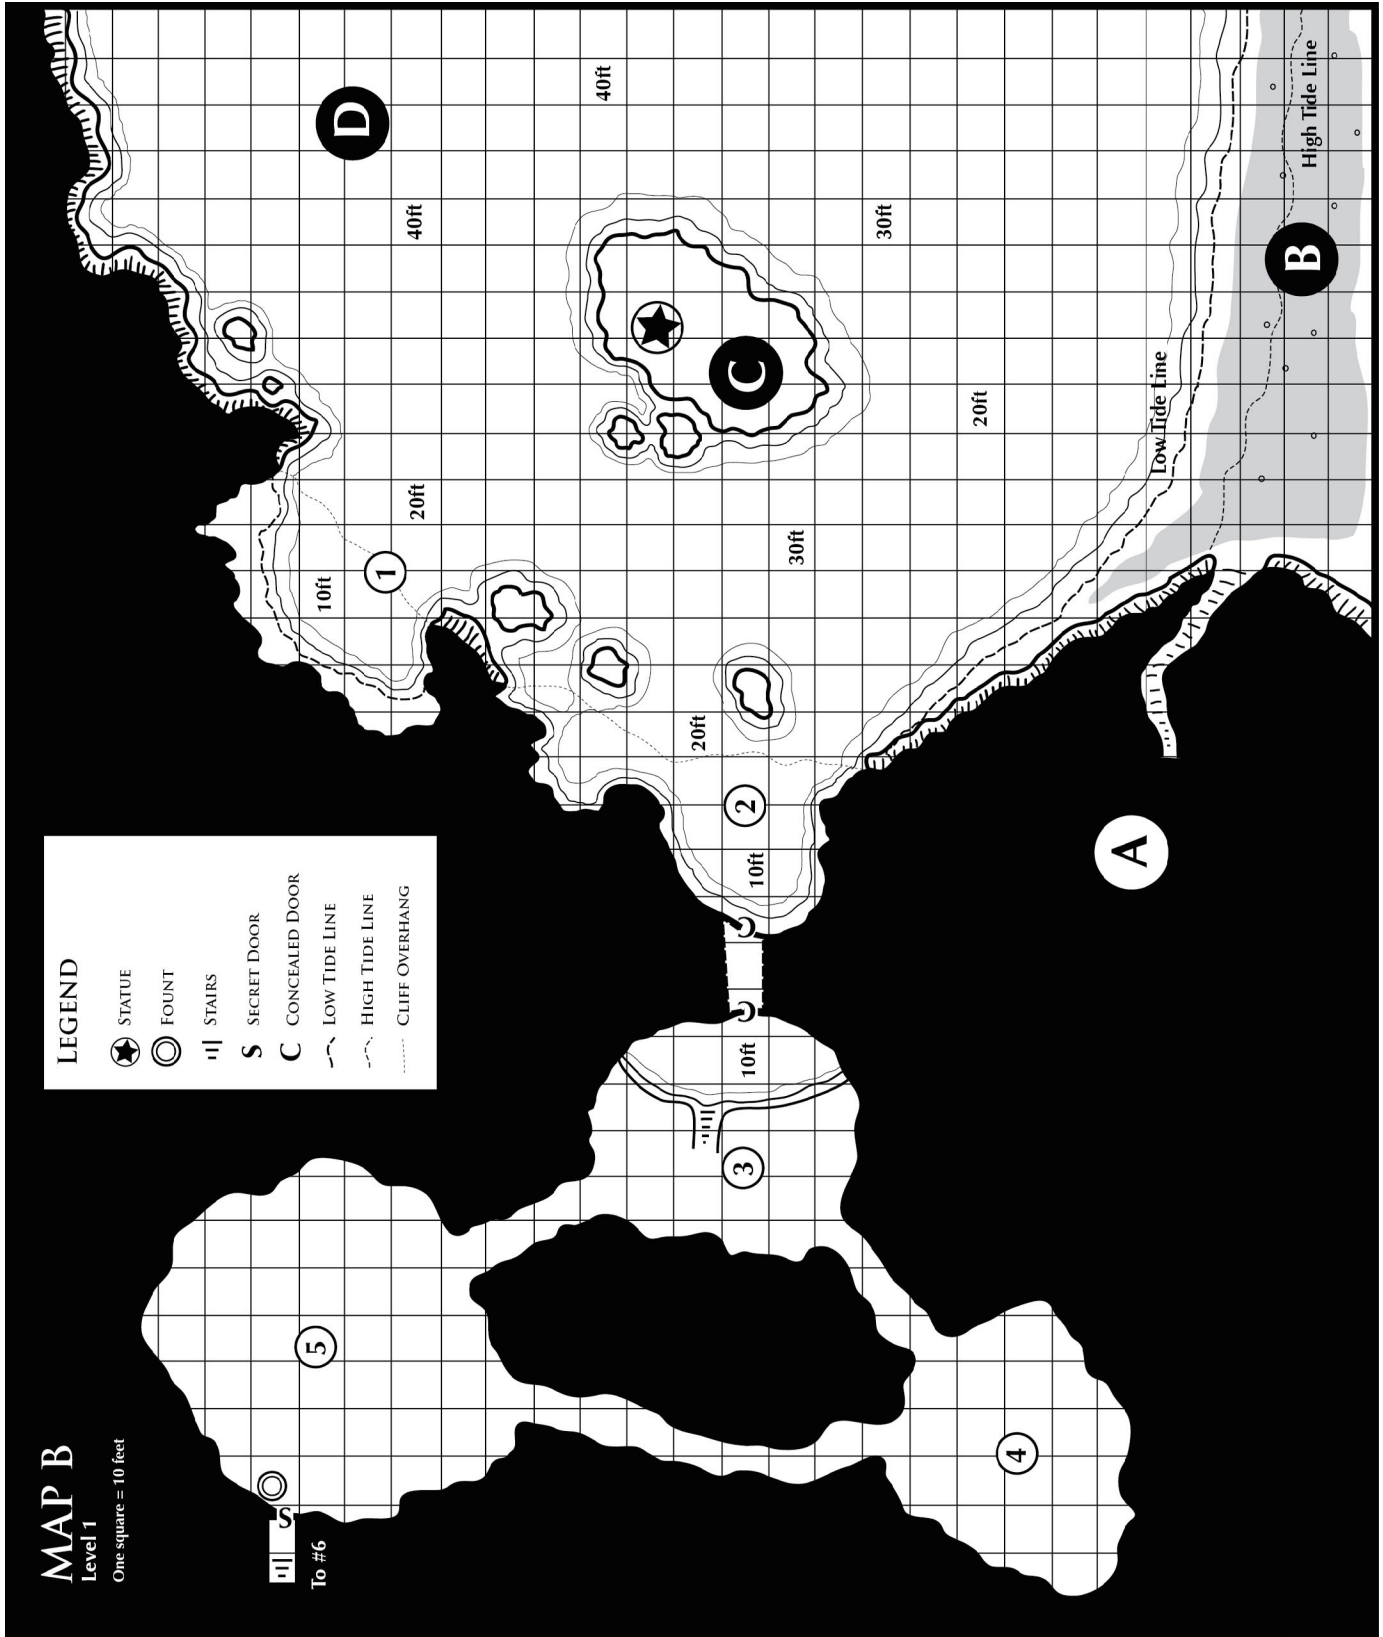 MAP B
Level 1
One square = 10 feet
LEGEND
STATUE
FOUNT
STAIRS
S SECRET DOOR
C CONCEALED DOOR
LOW TIDE LINE
HIGH TIDE LINE
CLIFF OVERHANG
To #6
S
5
4
3
10ft
C
C
10ft
2
20ft
A
10ft
1
20ft
30ft
20ft
C
Low Tide Line
B
High Tide Line
30ft
40ft
D
40ft